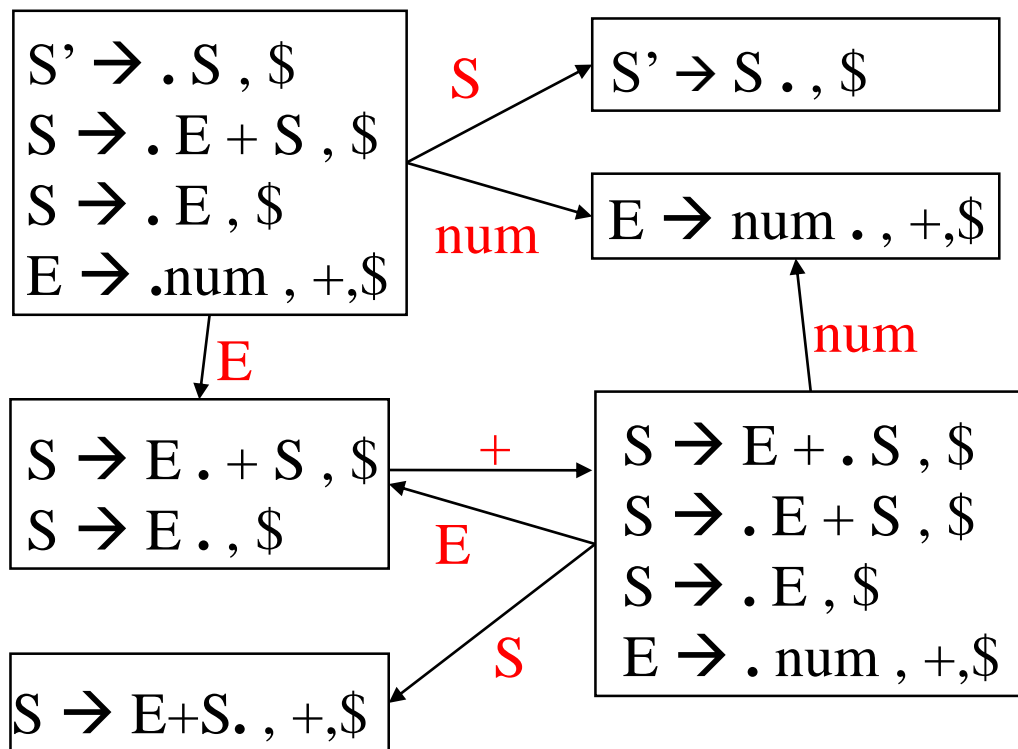 S’ → . S , $
S → . E + S , $
S → . E , $
E → .num , +,$
S
S’ → S . , $
num
E → num . , +,$
E
num
S → E . + S , $
S → E . , $
+
E
S → E + . S , $
S → . E + S , $
S → . E , $
E → . num , +,$
S
S → E+S. , +,$